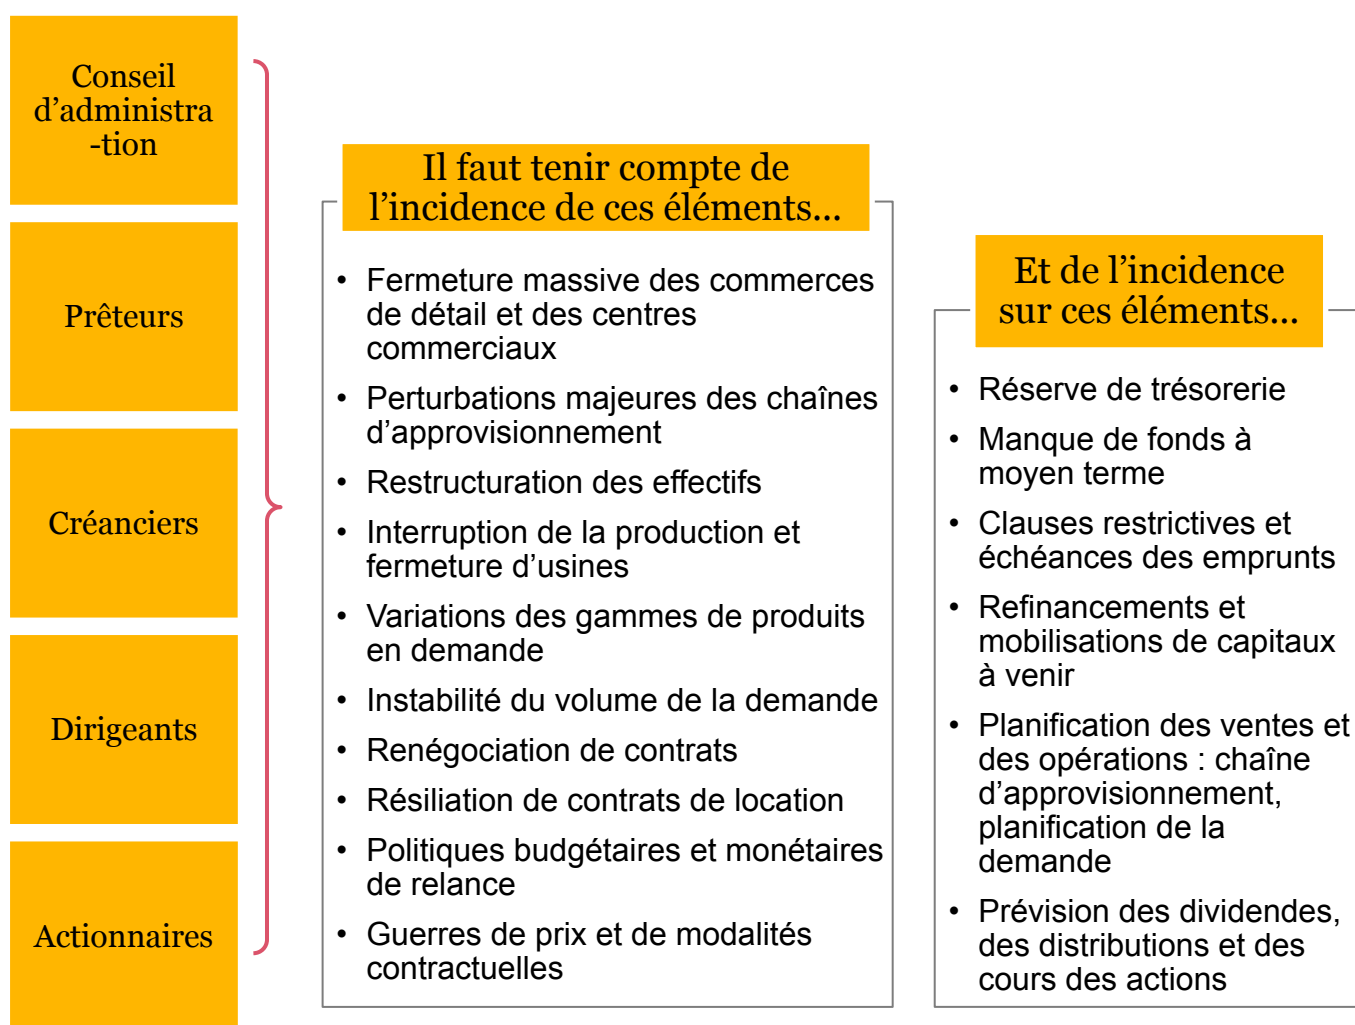 Conseil
d’administra
-tion
Prêteurs
Créanciers
Dirigeants
Actionnaires
Il faut tenir compte de
l’incidence de ces éléments...
• Fermeture massive des commerces
de détail et des centres
commerciaux
• Perturbations majeures des chaînes
d’approvisionnement
• Restructuration des effectifs
• Interruption de la production et
fermeture d’usines
• Variations des gammes de produits
en demande
• Instabilité du volume de la demande
• Renégociation de contrats
• Résiliation de contrats de location
• Politiques budgétaires et monétaires
de relance
• Guerres de prix et de modalités
contractuelles
Et de l’incidence
sur ces éléments...
• Réserve de trésorerie
• Manque de fonds à
moyen terme
• Clauses restrictives et
échéances des emprunts
• Refinancements et
mobilisations de capitaux
à venir
• Planification des ventes et
des opérations : chaîne
d’approvisionnement,
planification de la
demande
• Prévision des dividendes,
des distributions et des
cours des actions